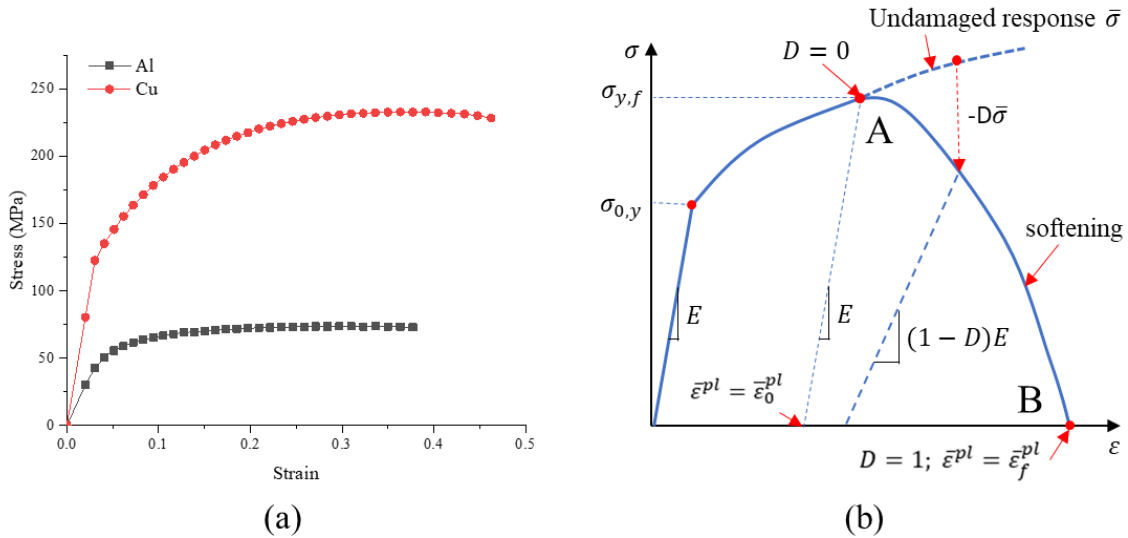 Al
Cu
250
200
150
100
50
0
Stress (MPa)
0.0 0.1 0.2 0.3 0.4 0.5
Strain
(a)
Undamaged response σ̄
σ
D = 0
σ_{y,f}
A
-Dσ̄
σ_{0,y}
softening
E
E
(1 − D)E
ε̄^{pl} = ε̄_0^{pl}
B
ε
D = 1; ε̄^{pl} = ε̄_f^{pl}
(b)